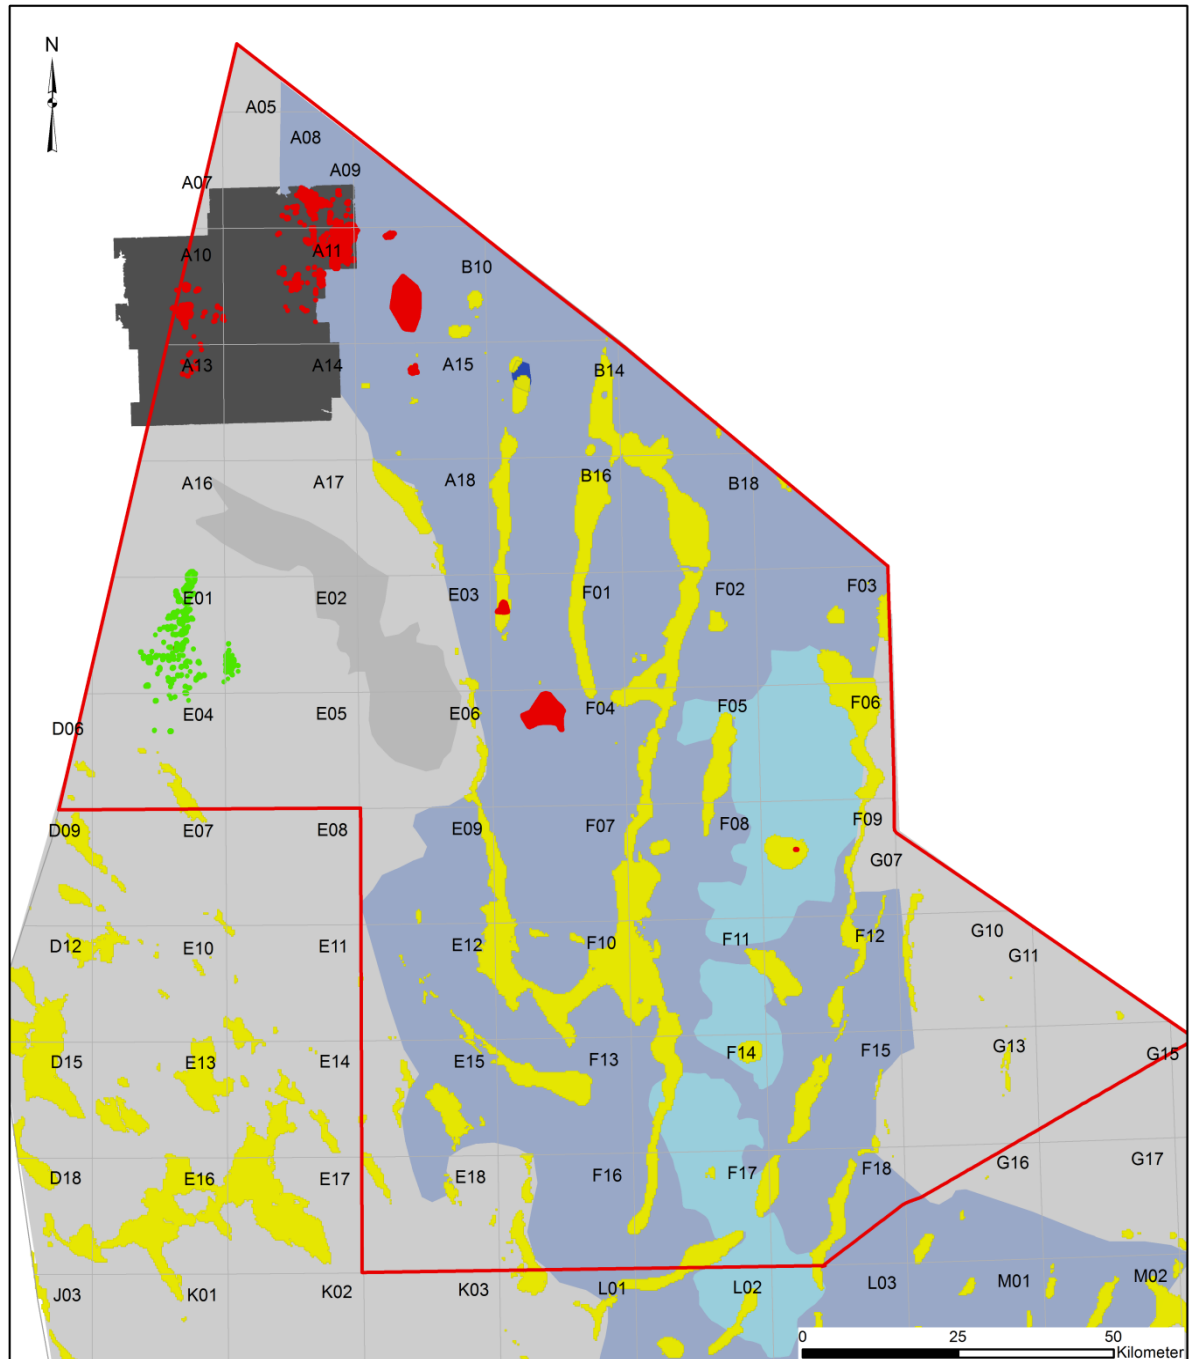 N
A05
A08
A09
A07
A10 A11
B10
A13 A14 A15 B14
A16 A17 A18 B16 B18
E01 E02 E03 F01 F02 F03
D06 E04 E05 E06 F04 F05 F06
D09 E07 E08 E09 F07 F08 F09
G07
D12 E10 E11 E12 F10 F11 F12 G10
G11
D15 E13 E14 E15 F13 F14 F15 G13 G15
D18 E16 E17 E18 F16 F17 F18 G16 G17
J03 K01 K02 K03 L01 L02 L03 M01 M02
0 25 50
Kilometer